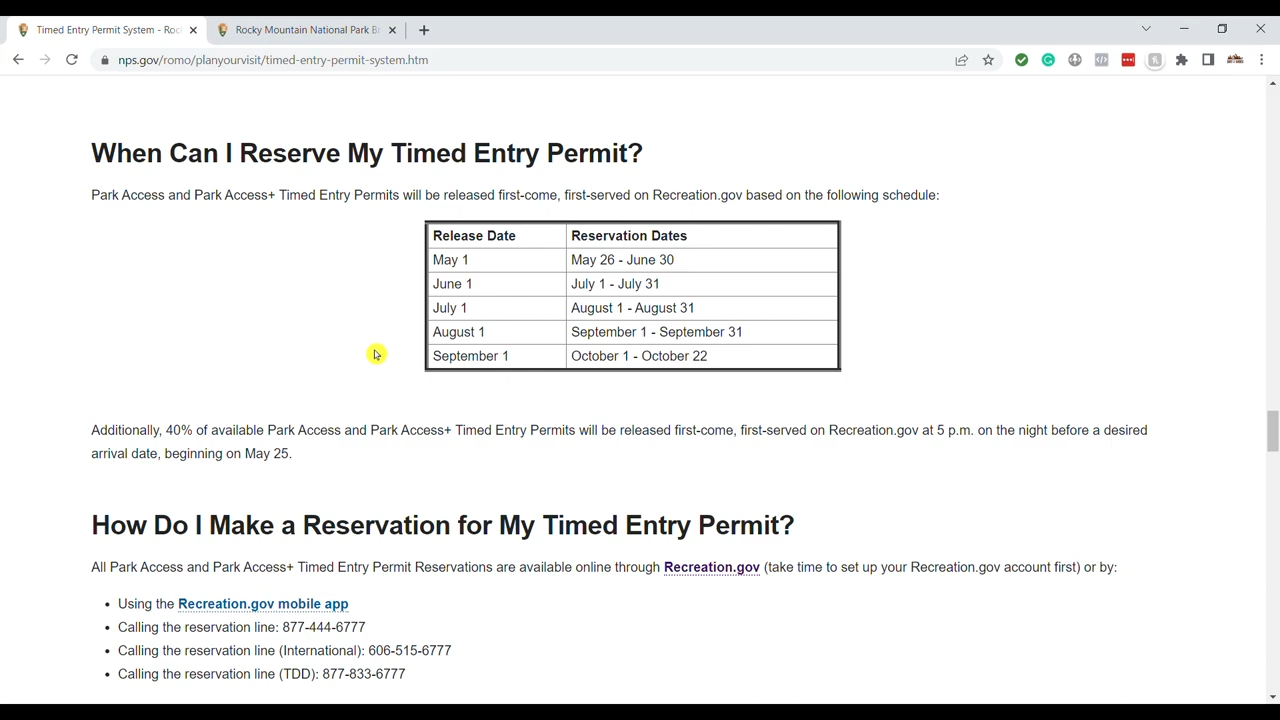 Timed Entry Permit System - Roc
Rocky Mountain National Park B
nps.gov/romo/planyourvisit/timed-entry-permit-system.htm
When Can I Reserve My Timed Entry Permit?
Park Access and Park Access+ Timed Entry Permits will be released first-come, first-served on Recreation.gov based on the following schedule:
Release Date Reservation Dates
May 1 May 26 - June 30
June 1 July 1 - July 31
July 1 August 1 - August 31
August 1 September 1 - September 31
September 1 October 1 - October 22
Additionally, 40% of available Park Access and Park Access+ Timed Entry Permits will be released first-come, first-served on Recreation.gov at 5 p.m. on the night before a desired
arrival date, beginning on May 25.
How Do I Make a Reservation for My Timed Entry Permit?
All Park Access and Park Access+ Timed Entry Permit Reservations are available online through Recreation.gov (take time to set up your Recreation.gov account first) or by:
• Using the Recreation.gov mobile app
• Calling the reservation line: 877-444-6777
• Calling the reservation line (International): 606-515-6777
• Calling the reservation line (TDD): 877-833-6777